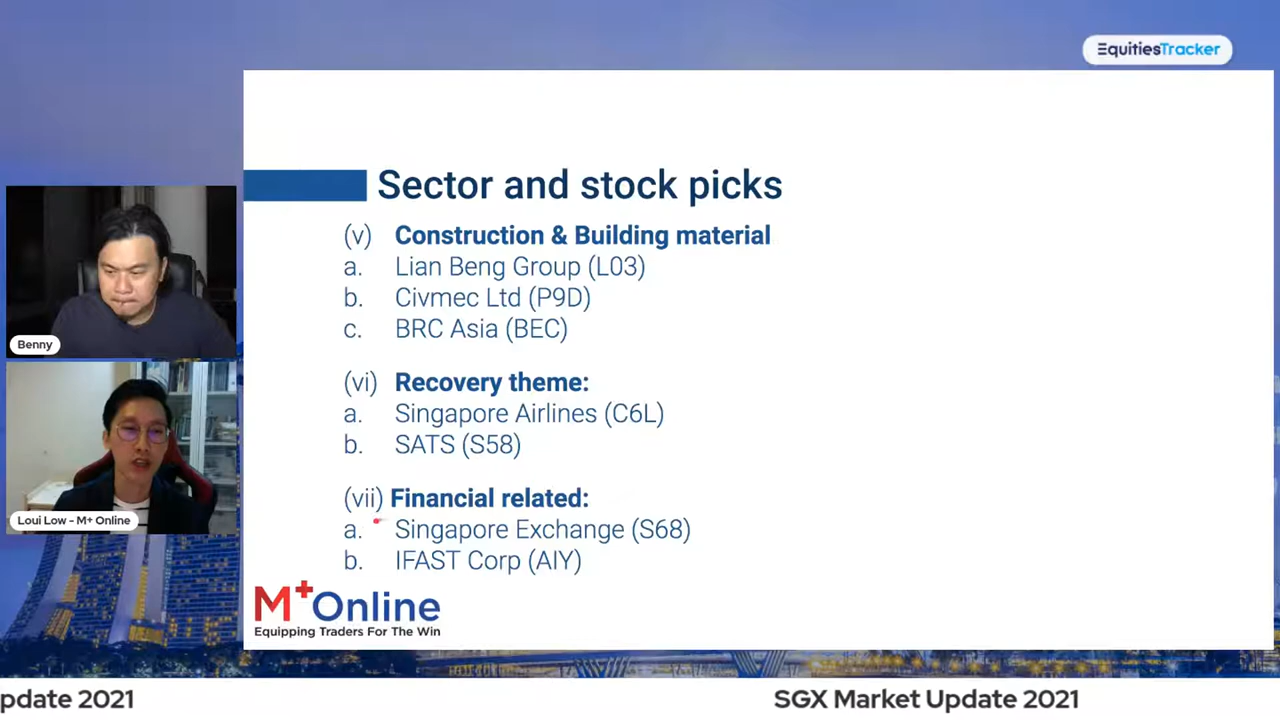 EquitiesTracker
Sector and stock picks
(v) Construction & Building material
a. Lian Beng Group (L03)
b. Civmec Ltd (P9D)
c. BRC Asia (BEC)
(vi) Recovery theme:
a. Singapore Airlines (C6L)
b. SATS (S58)
(vii) Financial related:
a. Singapore Exchange (S68)
b. IFAST Corp (AIY)
M+Online
Equipping Traders For The Win
Benny
Loui Low - M+ Online
pdate 2021
SGX Market Update 2021